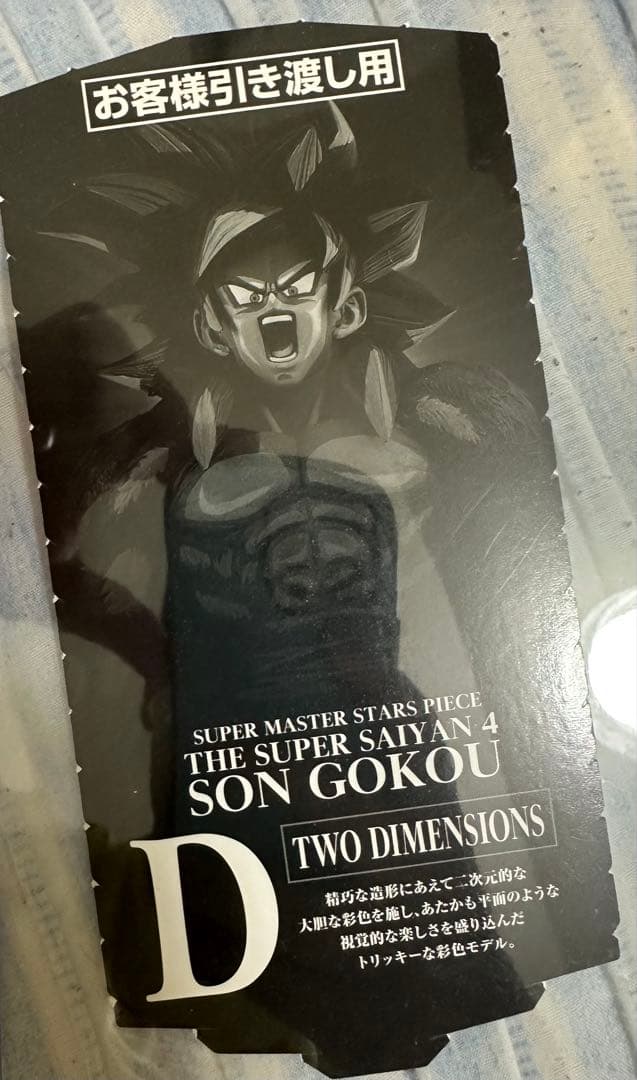 お客様引き渡し用
SUPER MASTER STARS PIECE
THE SUPER SAIYAN 4
SON GOKOU
D
TWO DIMENSIONS
精巧な造形にあえて二次元的な
大胆な彩色を施し、あたかも平面のような
視覚的な楽しさを盛り込んだ
トリッキーな彩色モデル。